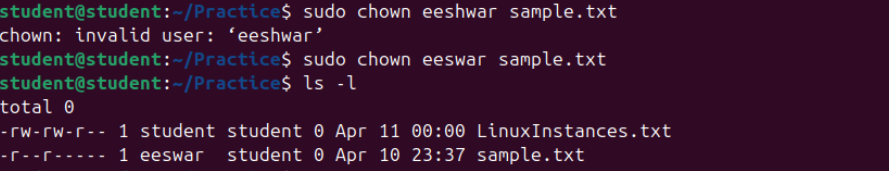 student@student:~/Practice$ sudo chown eeshwar sample.txt
chown: invalid user: ‘eeshwar’
student@student:~/Practice$ sudo chown eeswar sample.txt
student@student:~/Practice$ ls -l
total 0
-rw-rw-r-- 1 student student 0 Apr 11 00:00 LinuxInstances.txt
-r--r----- 1 eeswar  student 0 Apr 10 23:37 sample.txt